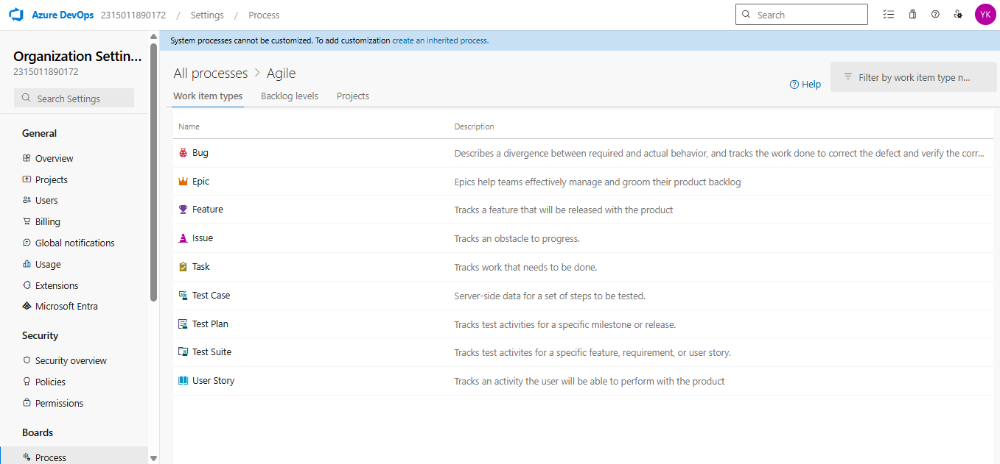 Azure DevOps 2315011890172 / Settings / Process
Search
YK
Organization Settin...
2315011890172
Search Settings
General
Overview
Projects
Users
Billing
Global notifications
Usage
Extensions
Microsoft Entra
Security
Security overview
Policies
Permissions
Boards
Process
System processes cannot be customized. To add customization create an inherited process.
All processes > Agile
Help
Filter by work item type n...
Work item types Backlog levels Projects
Name Description
Bug Describes a divergence between required and actual behavior, and tracks the work done to correct the defect and verify the corr...
Epic Epics help teams effectively manage and groom their product backlog
Feature Tracks a feature that will be released with the product
Issue Tracks an obstacle to progress.
Task Tracks work that needs to be done.
Test Case Server-side data for a set of steps to be tested.
Test Plan Tracks test activities for a specific milestone or release.
Test Suite Tracks test activites for a specific feature, requirement, or user story.
User Story Tracks an activity the user will be able to perform with the product